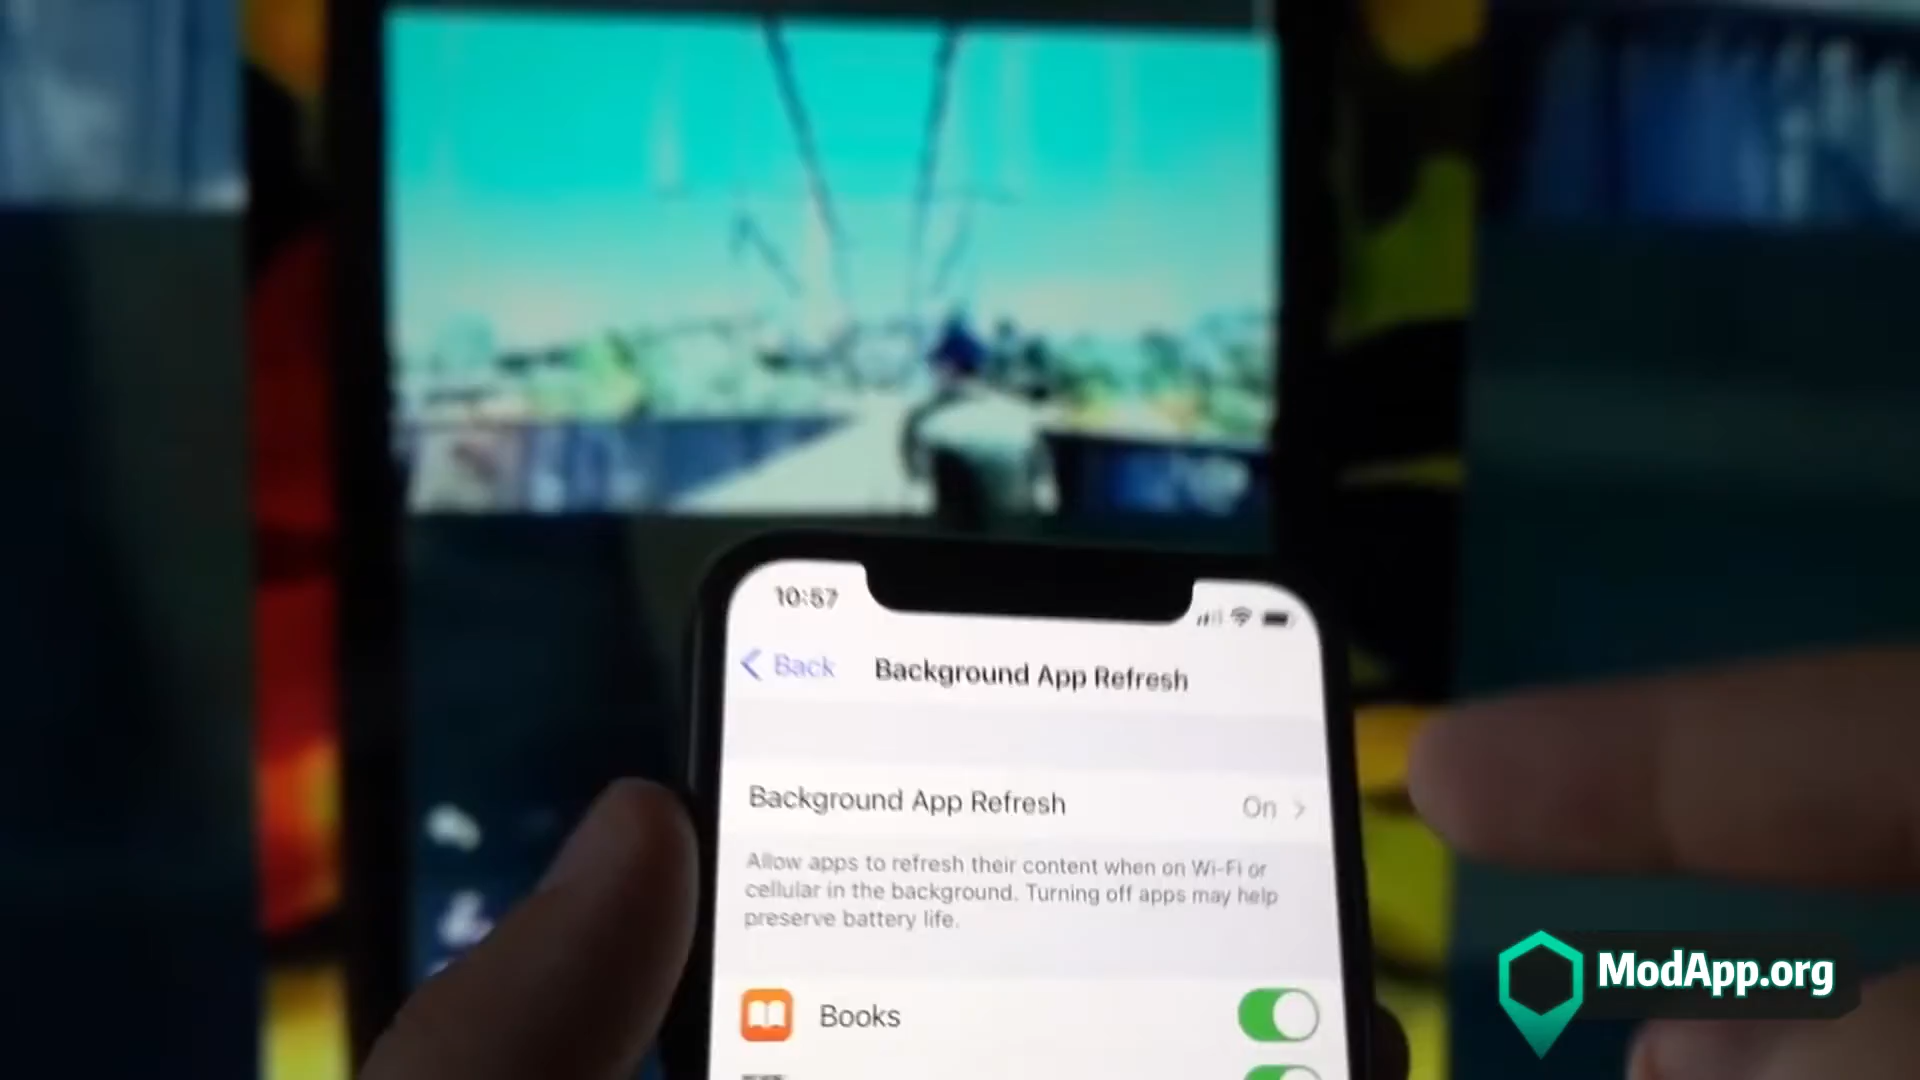 10:57
Back
Background App Refresh
Background App Refresh
On
Allow apps to refresh their content when on Wi-Fi or
cellular in the background. Turning off apps may help
preserve battery life.
Books
ModApp.org